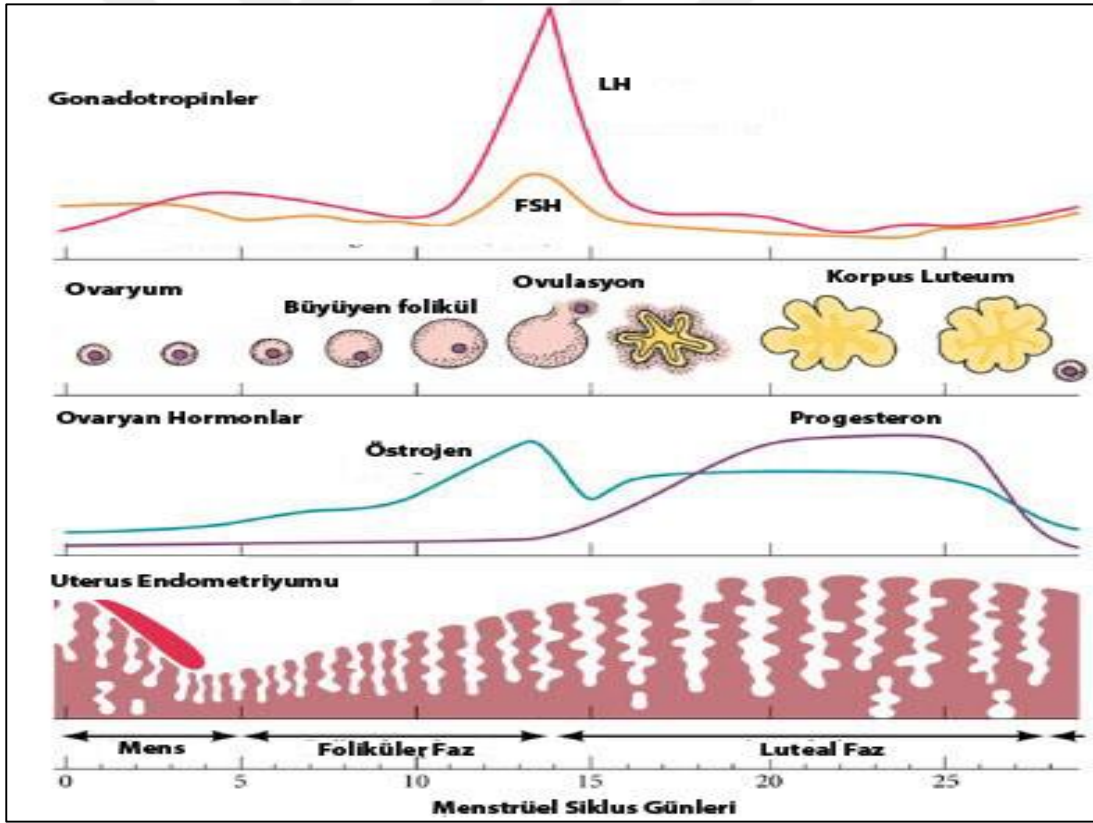 LH
Gonadotropinler
FSH
Ovaryum
Büyüyen folikül
Ovulasyon
Korpus Luteum
Ovaryan Hormonlar
Östrojen
Progesteron
Uterus Endometriyumu
Mens
Foliküler Faz
Luteal Faz
0 5 10 15 20 25
Menstrüel Siklus Günleri